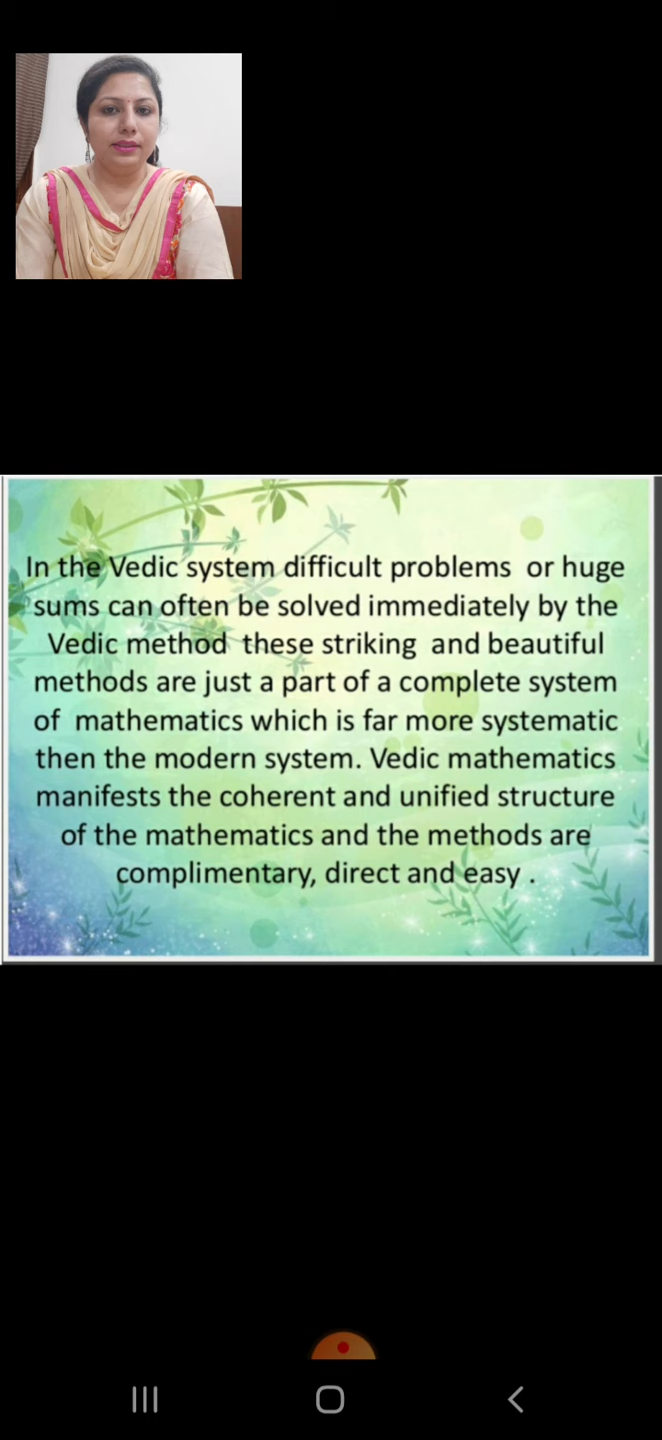 In the Vedic system difficult problems  or huge
sums can often be solved immediately by the
Vedic method  these striking  and beautiful
methods are just a part of a complete system
of  mathematics which is far more systematic
then the modern system. Vedic mathematics
manifests the coherent and unified structure
of the mathematics and the methods are
complimentary, direct and easy .